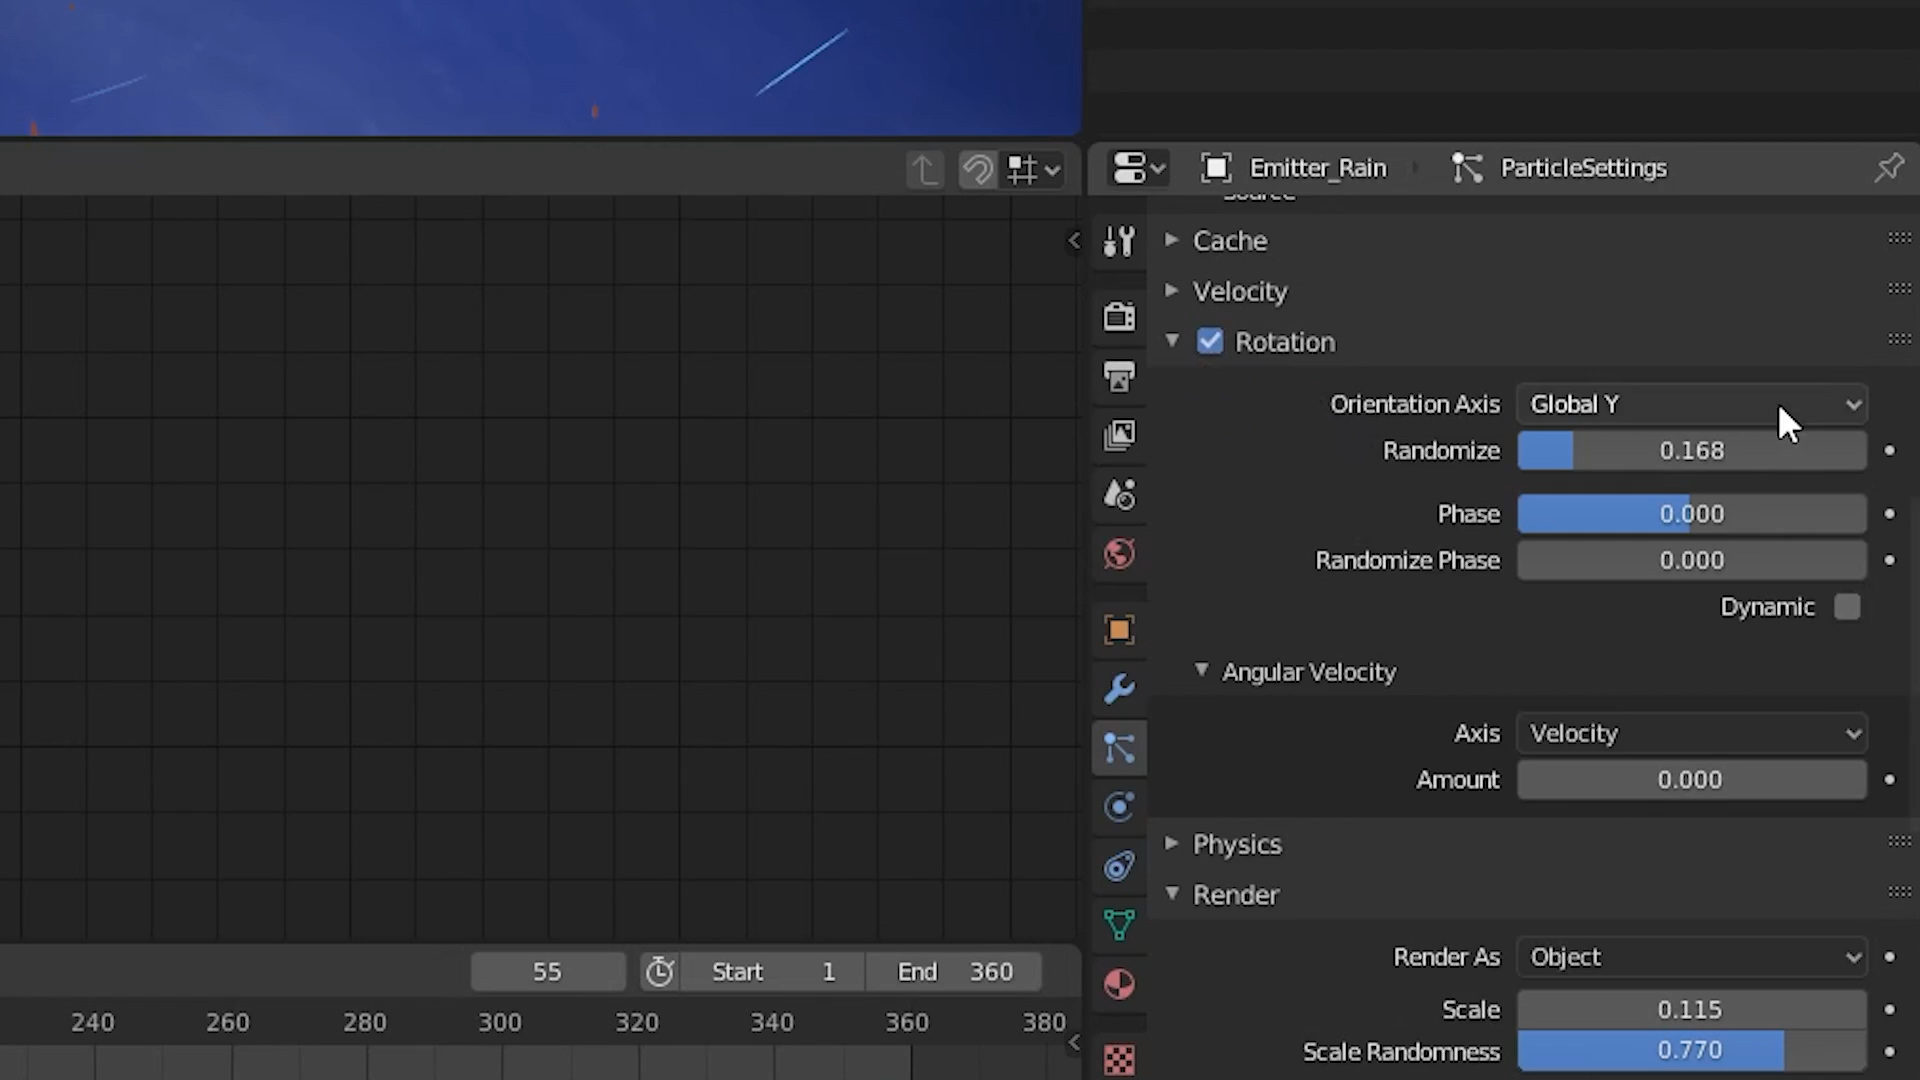 Emitter_Rain ParticleSettings
Source
Cache
Velocity
Rotation
Orientation Axis Global Y
Randomize 0.168
Phase 0.000
Randomize Phase 0.000
Dynamic
Angular Velocity
Axis Velocity
Amount 0.000
Physics
Render
Render As Object
55 Start 1 End 360
Scale 0.115
240 260 280 300 320 340 360 380
Scale Randomness 0.770